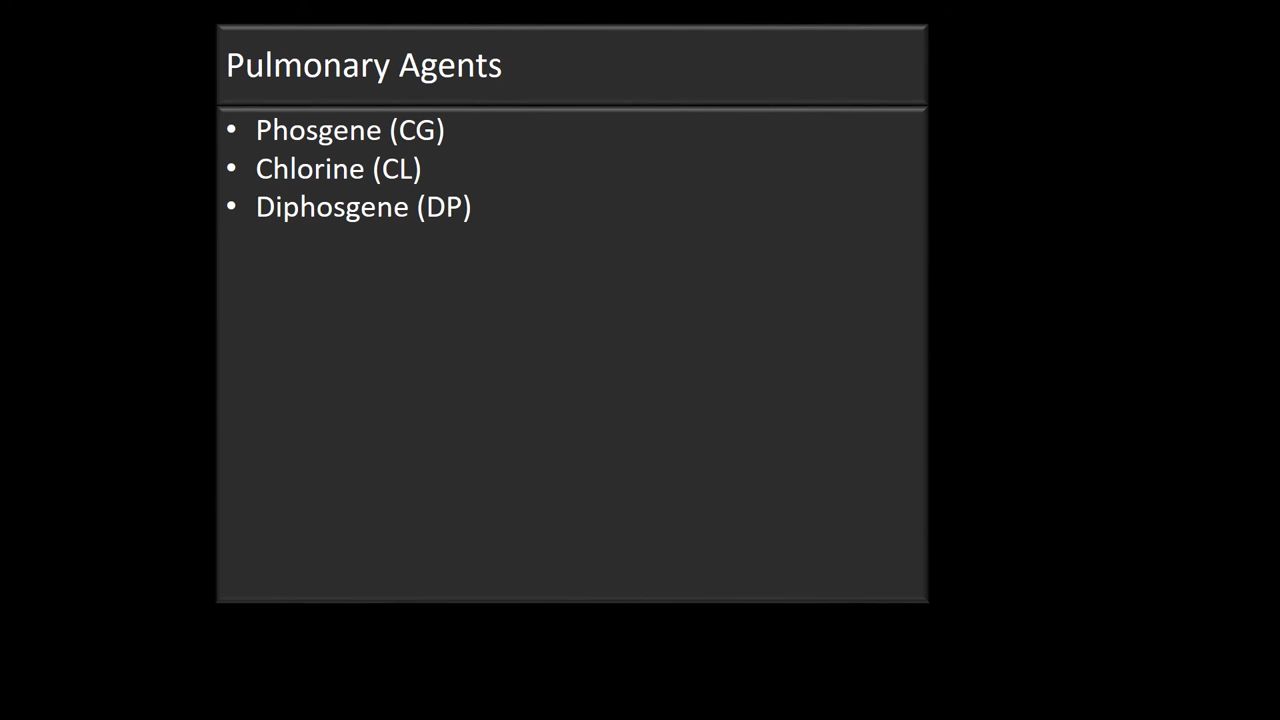 Pulmonary Agents
• Phosgene (CG)
• Chlorine (CL)
• Diphosgene (DP)